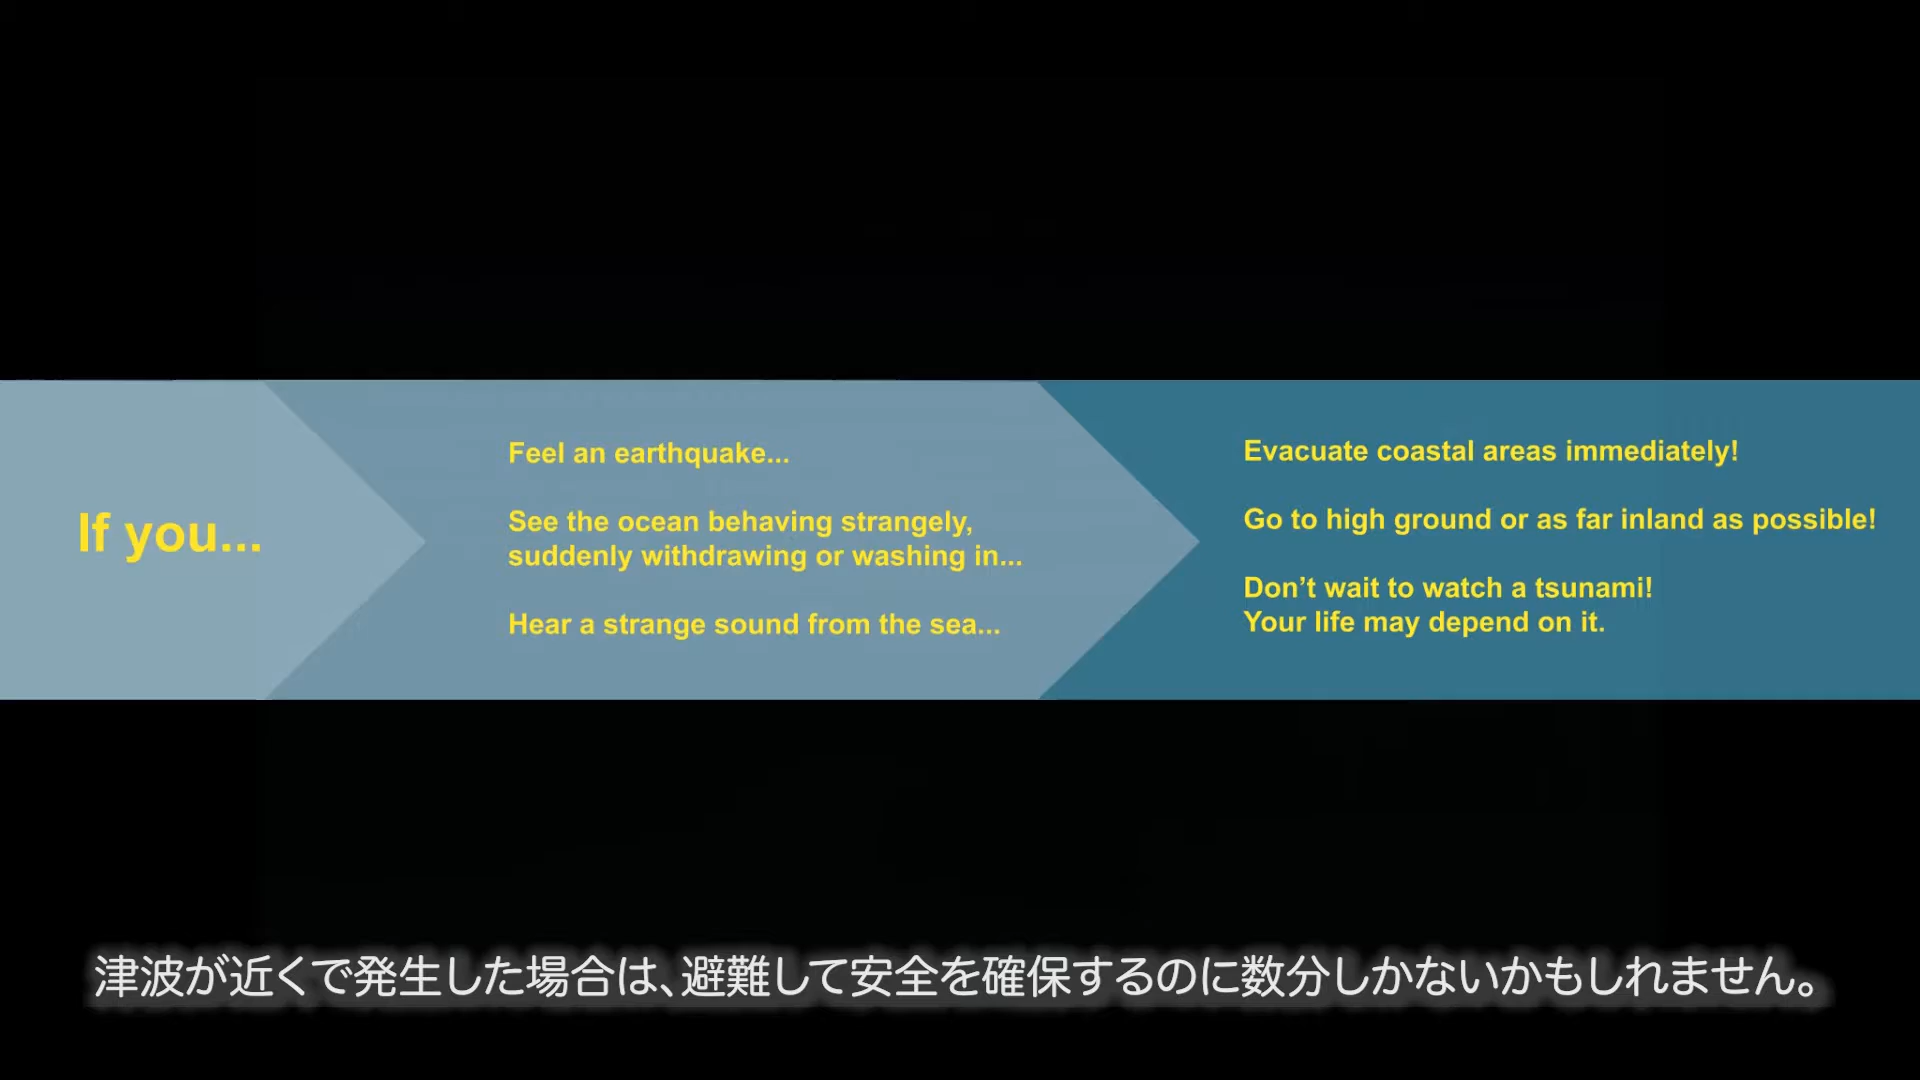 If you...
Feel an earthquake...
See the ocean behaving strangely,
suddenly withdrawing or washing in...
Hear a strange sound from the sea...
Evacuate coastal areas immediately!
Go to high ground or as far inland as possible!
Don’t wait to watch a tsunami!
Your life may depend on it.
津波が近くで発生した場合は、避難して安全を確保するのに数分しかないかもしれません。